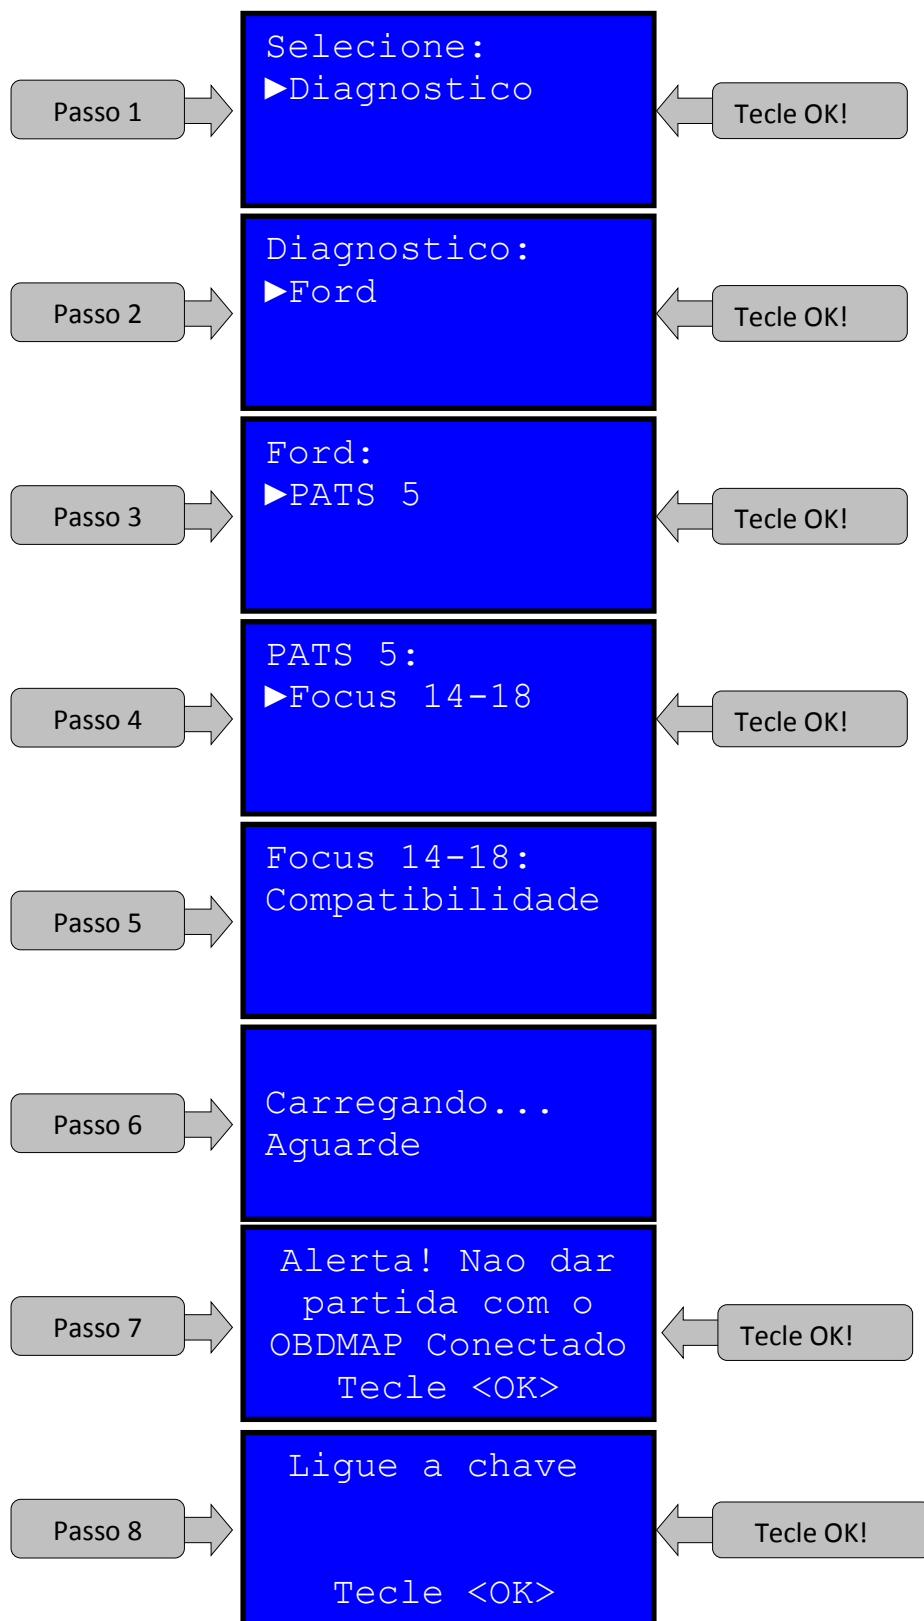 Selecione:
Passo 1
►Diagnostico
Tecle OK!
Diagnostico:
Passo 2
►Ford
Tecle OK!
Ford:
Passo 3
►PATS 5
Tecle OK!
PATS 5:
Passo 4
►Focus 14-18
Tecle OK!
Focus 14-18:
Passo 5
Compatibilidade
Passo 6
Carregando...
Aguarde
Passo 7
Alerta! Nao dar
partida com o
OBDMAP Conectado
Tecle <OK>
Tecle OK!
Passo 8
Ligue a chave
Tecle <OK>
Tecle OK!